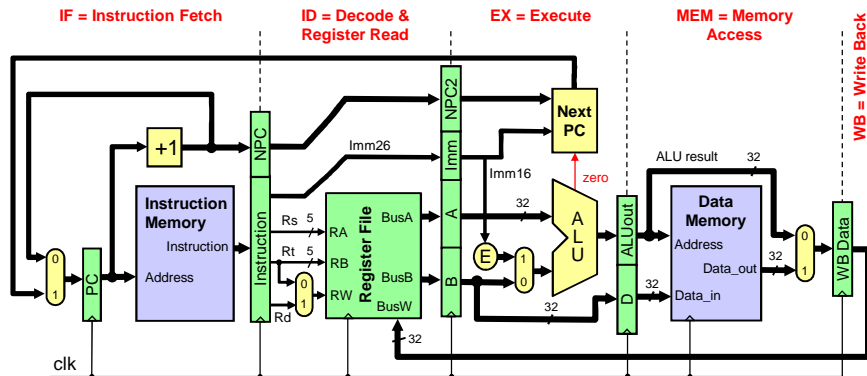 IF = Instruction Fetch
ID = Decode &
Register Read
EX = Execute
MEM = Memory
Access
WB = Write Back
+1
NPC
NPC2
Next
PC
Imm26
Imm
Imm16
zero
ALU result
32
Instruction
Memory
Instruction
Address
Instruction
Rs
5
Rt
5
Rd
Register File
RA
RB
RW
BusA
BusB
BusW
0
1
PC
0
1
A
B
32
E
1
0
A
L
U
ALUout
D
32
32
Data
Memory
Address
Data_out
Data_in
32
0
1
WB Data
32
clk